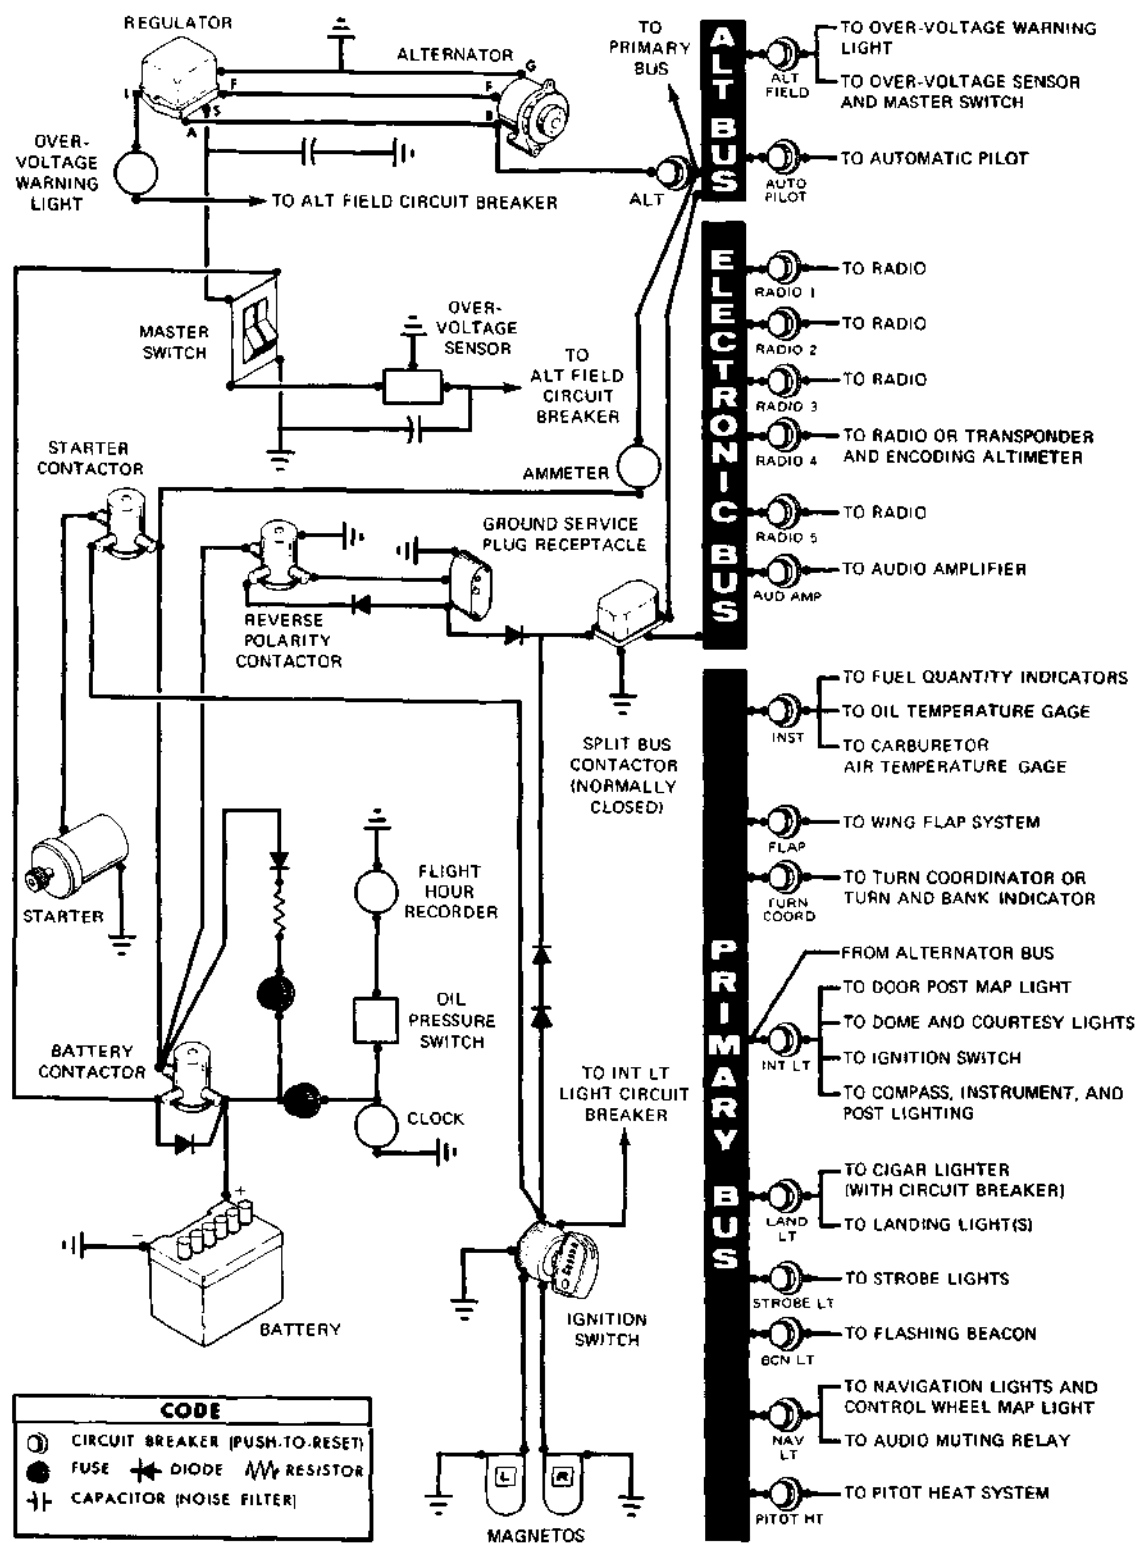 REGULATOR
ALTERNATOR
G
F
F
L
S
A
B
OVER-
VOLTAGE
WARNING
LIGHT
TO ALT FIELD CIRCUIT BREAKER
TO
PRIMARY
BUS
ALT
ALT BUS
ALT
FIELD
TO OVER-VOLTAGE WARNING
LIGHT
TO OVER-VOLTAGE SENSOR
AND MASTER SWITCH
AUTO
PILOT
TO AUTOMATIC PILOT
MASTER
SWITCH
OVER-
VOLTAGE
SENSOR
TO
ALT FIELD
CIRCUIT
BREAKER
AMMETER
STARTER
CONTACTOR
GROUND SERVICE
PLUG RECEPTACLE
REVERSE
POLARITY
CONTACTOR
SPLIT BUS
CONTACTOR
(NORMALLY
CLOSED)
ELECTRONIC BUS
RADIO 1
TO RADIO
RADIO 2
TO RADIO
RADIO 3
TO RADIO
RADIO 4
TO RADIO OR TRANSPONDER
AND ENCODING ALTIMETER
RADIO 5
TO RADIO
AUD AMP
TO AUDIO AMPLIFIER
STARTER
FLIGHT
HOUR
RECORDER
OIL
PRESSURE
SWITCH
BATTERY
CONTACTOR
CLOCK
TO INT LT
LIGHT CIRCUIT
BREAKER
+
−
BATTERY
IGNITION
SWITCH
Cessna
L
R
MAGNETOS
PRIMARY BUS
INST
TO FUEL QUANTITY INDICATORS
TO OIL TEMPERATURE GAGE
TO CARBURETOR
AIR TEMPERATURE GAGE
FLAP
TO WING FLAP SYSTEM
TURN
COORD
TO TURN COORDINATOR OR
TURN AND BANK INDICATOR
FROM ALTERNATOR BUS
INT LT
TO DOOR POST MAP LIGHT
TO DOME AND COURTESY LIGHTS
TO IGNITION SWITCH
TO COMPASS, INSTRUMENT, AND
POST LIGHTING
LAND
LT
TO CIGAR LIGHTER
(WITH CIRCUIT BREAKER)
TO LANDING LIGHT(S)
STROBE LT
TO STROBE LIGHTS
BCN LT
TO FLASHING BEACON
NAV
LT
TO NAVIGATION LIGHTS AND
CONTROL WHEEL MAP LIGHT
TO AUDIO MUTING RELAY
PITOT HT
TO PITOT HEAT SYSTEM
CODE
CIRCUIT BREAKER (PUSH-TO-RESET)
FUSE DIODE RESISTOR
CAPACITOR (NOISE FILTER)